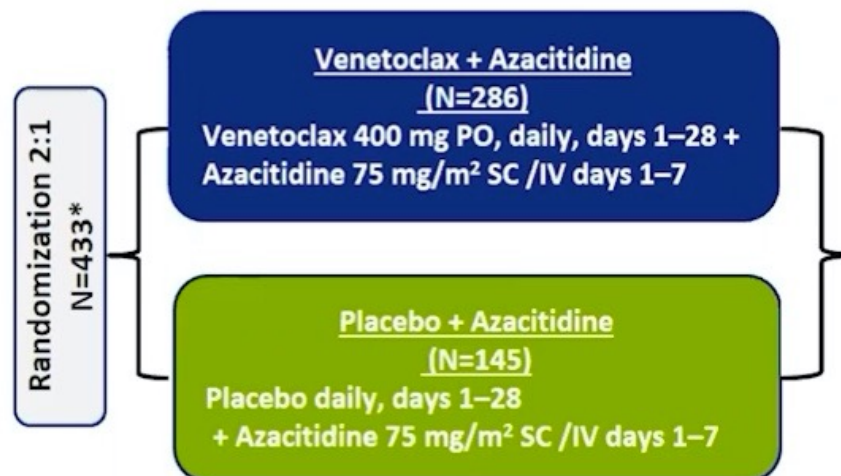 Randomization 2:1
N=433*
Venetoclax + Azacitidine
(N=286)
Venetoclax 400 mg PO, daily, days 1–28 +
Azacitidine 75 mg/m² SC /IV days 1–7
Placebo + Azacitidine
(N=145)
Placebo daily, days 1–28
+ Azacitidine 75 mg/m² SC /IV days 1–7